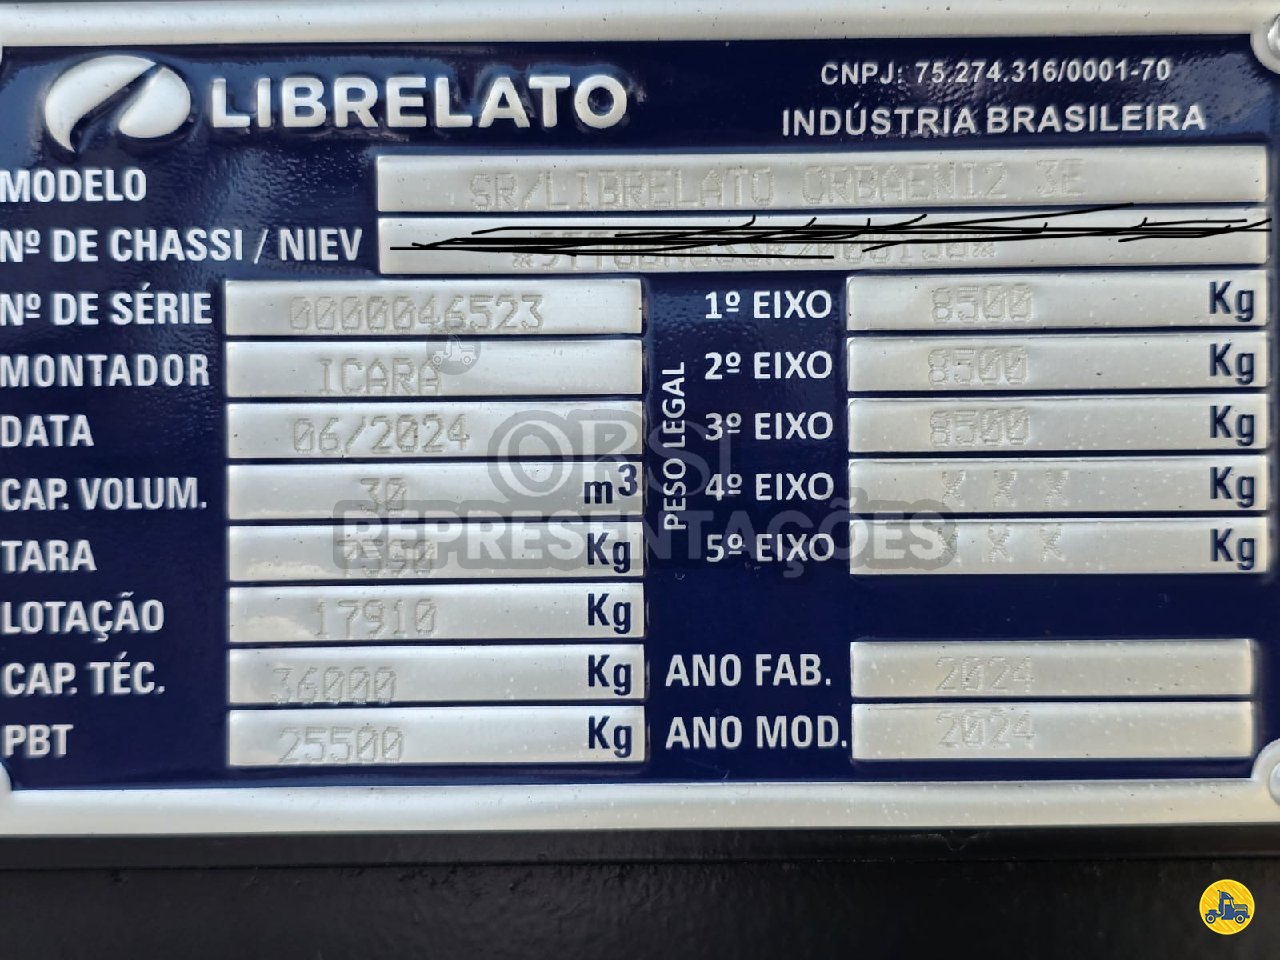 LIBRELATO
CNPJ: 75.274.316/0001-70
INDÚSTRIA BRASILEIRA
MODELO SR/LIBRELATO CRBAENI2 3E
Nº DE CHASSI / NIEV
Nº DE SÉRIE 0000046523
MONTADOR ICARA
DATA 06/2024
CAP. VOLUM. 30 m3
TARA 7590 Kg
LOTAÇÃO 17910 Kg
CAP. TÉC. 36000 Kg
PBT 25500 Kg
PESO LEGAL
1º EIXO 8500 Kg
2º EIXO 8500 Kg
3º EIXO 8500 Kg
4º EIXO X X X Kg
5º EIXO X X X Kg
ANO FAB. 2024
ANO MOD. 2024
ORSI
REPRESENTAÇÕES